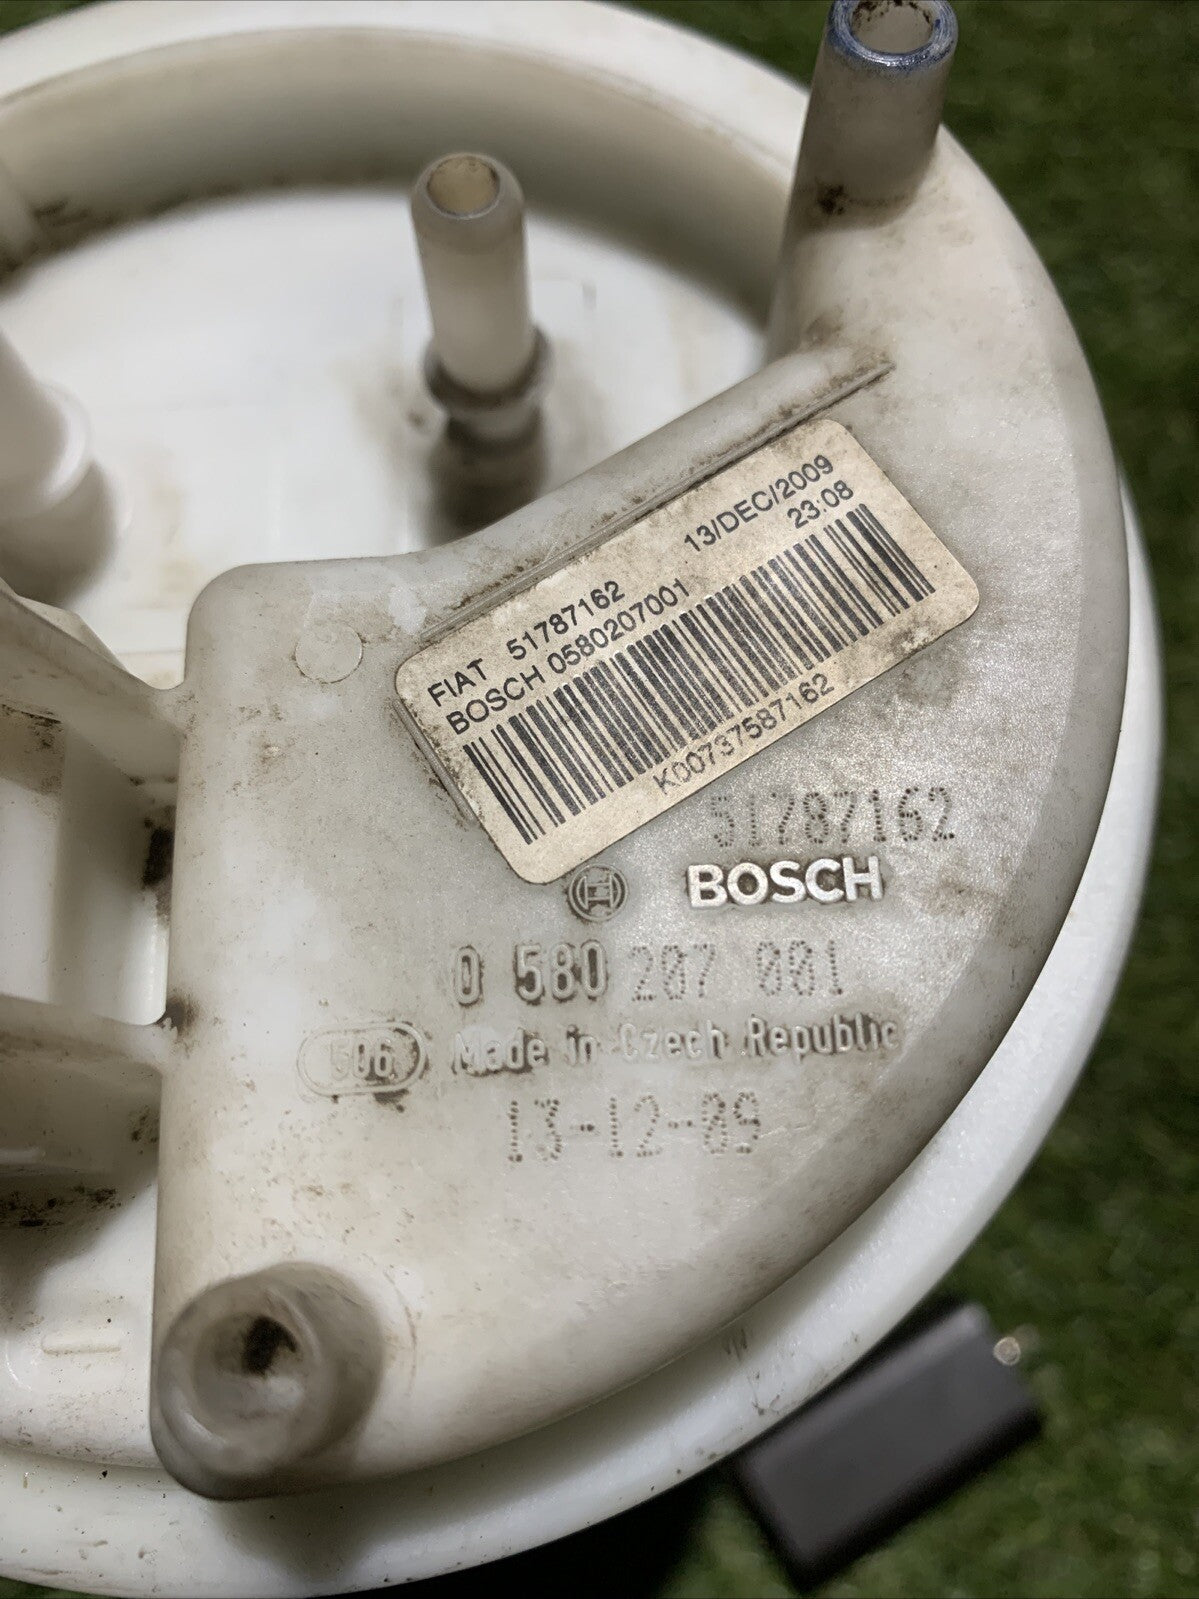 13/DEC/2009
23:08
FIAT 51787162
BOSCH 0580207001
K00737587162
51787162
BOSCH
0 580 207 001
506 Made in Czech Republic
13-12-09